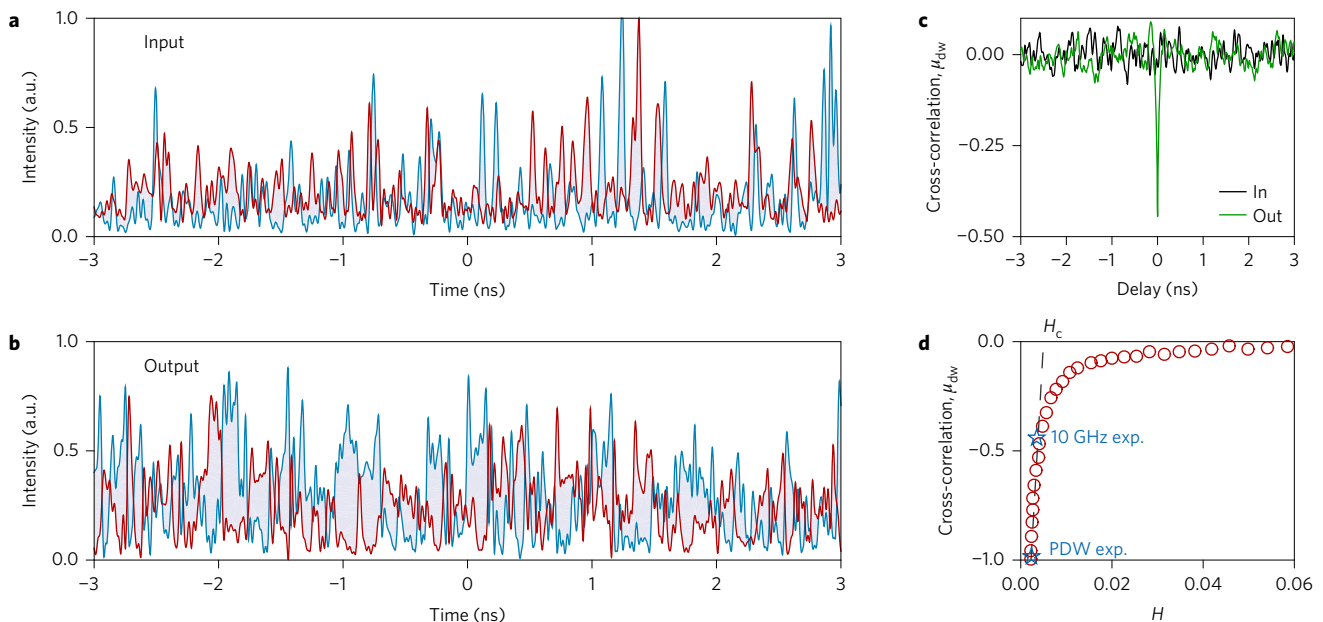 a
Input
Intensity (a.u.)
1.0
0.5
0.0
−3 −2 −1 0 1 2 3
Time (ns)
b
Output
Intensity (a.u.)
1.0
0.5
0.0
−3 −2 −1 0 1 2 3
Time (ns)
c
Cross-correlation, μdw
0.00
−0.25
−0.50
In
Out
−3 −2 −1 0 1 2 3
Delay (ns)
d
Hc
Cross-correlation, μdw
0.0
−0.5
−1.0
10 GHz exp.
PDW exp.
0.00 0.02 0.04 0.06
H